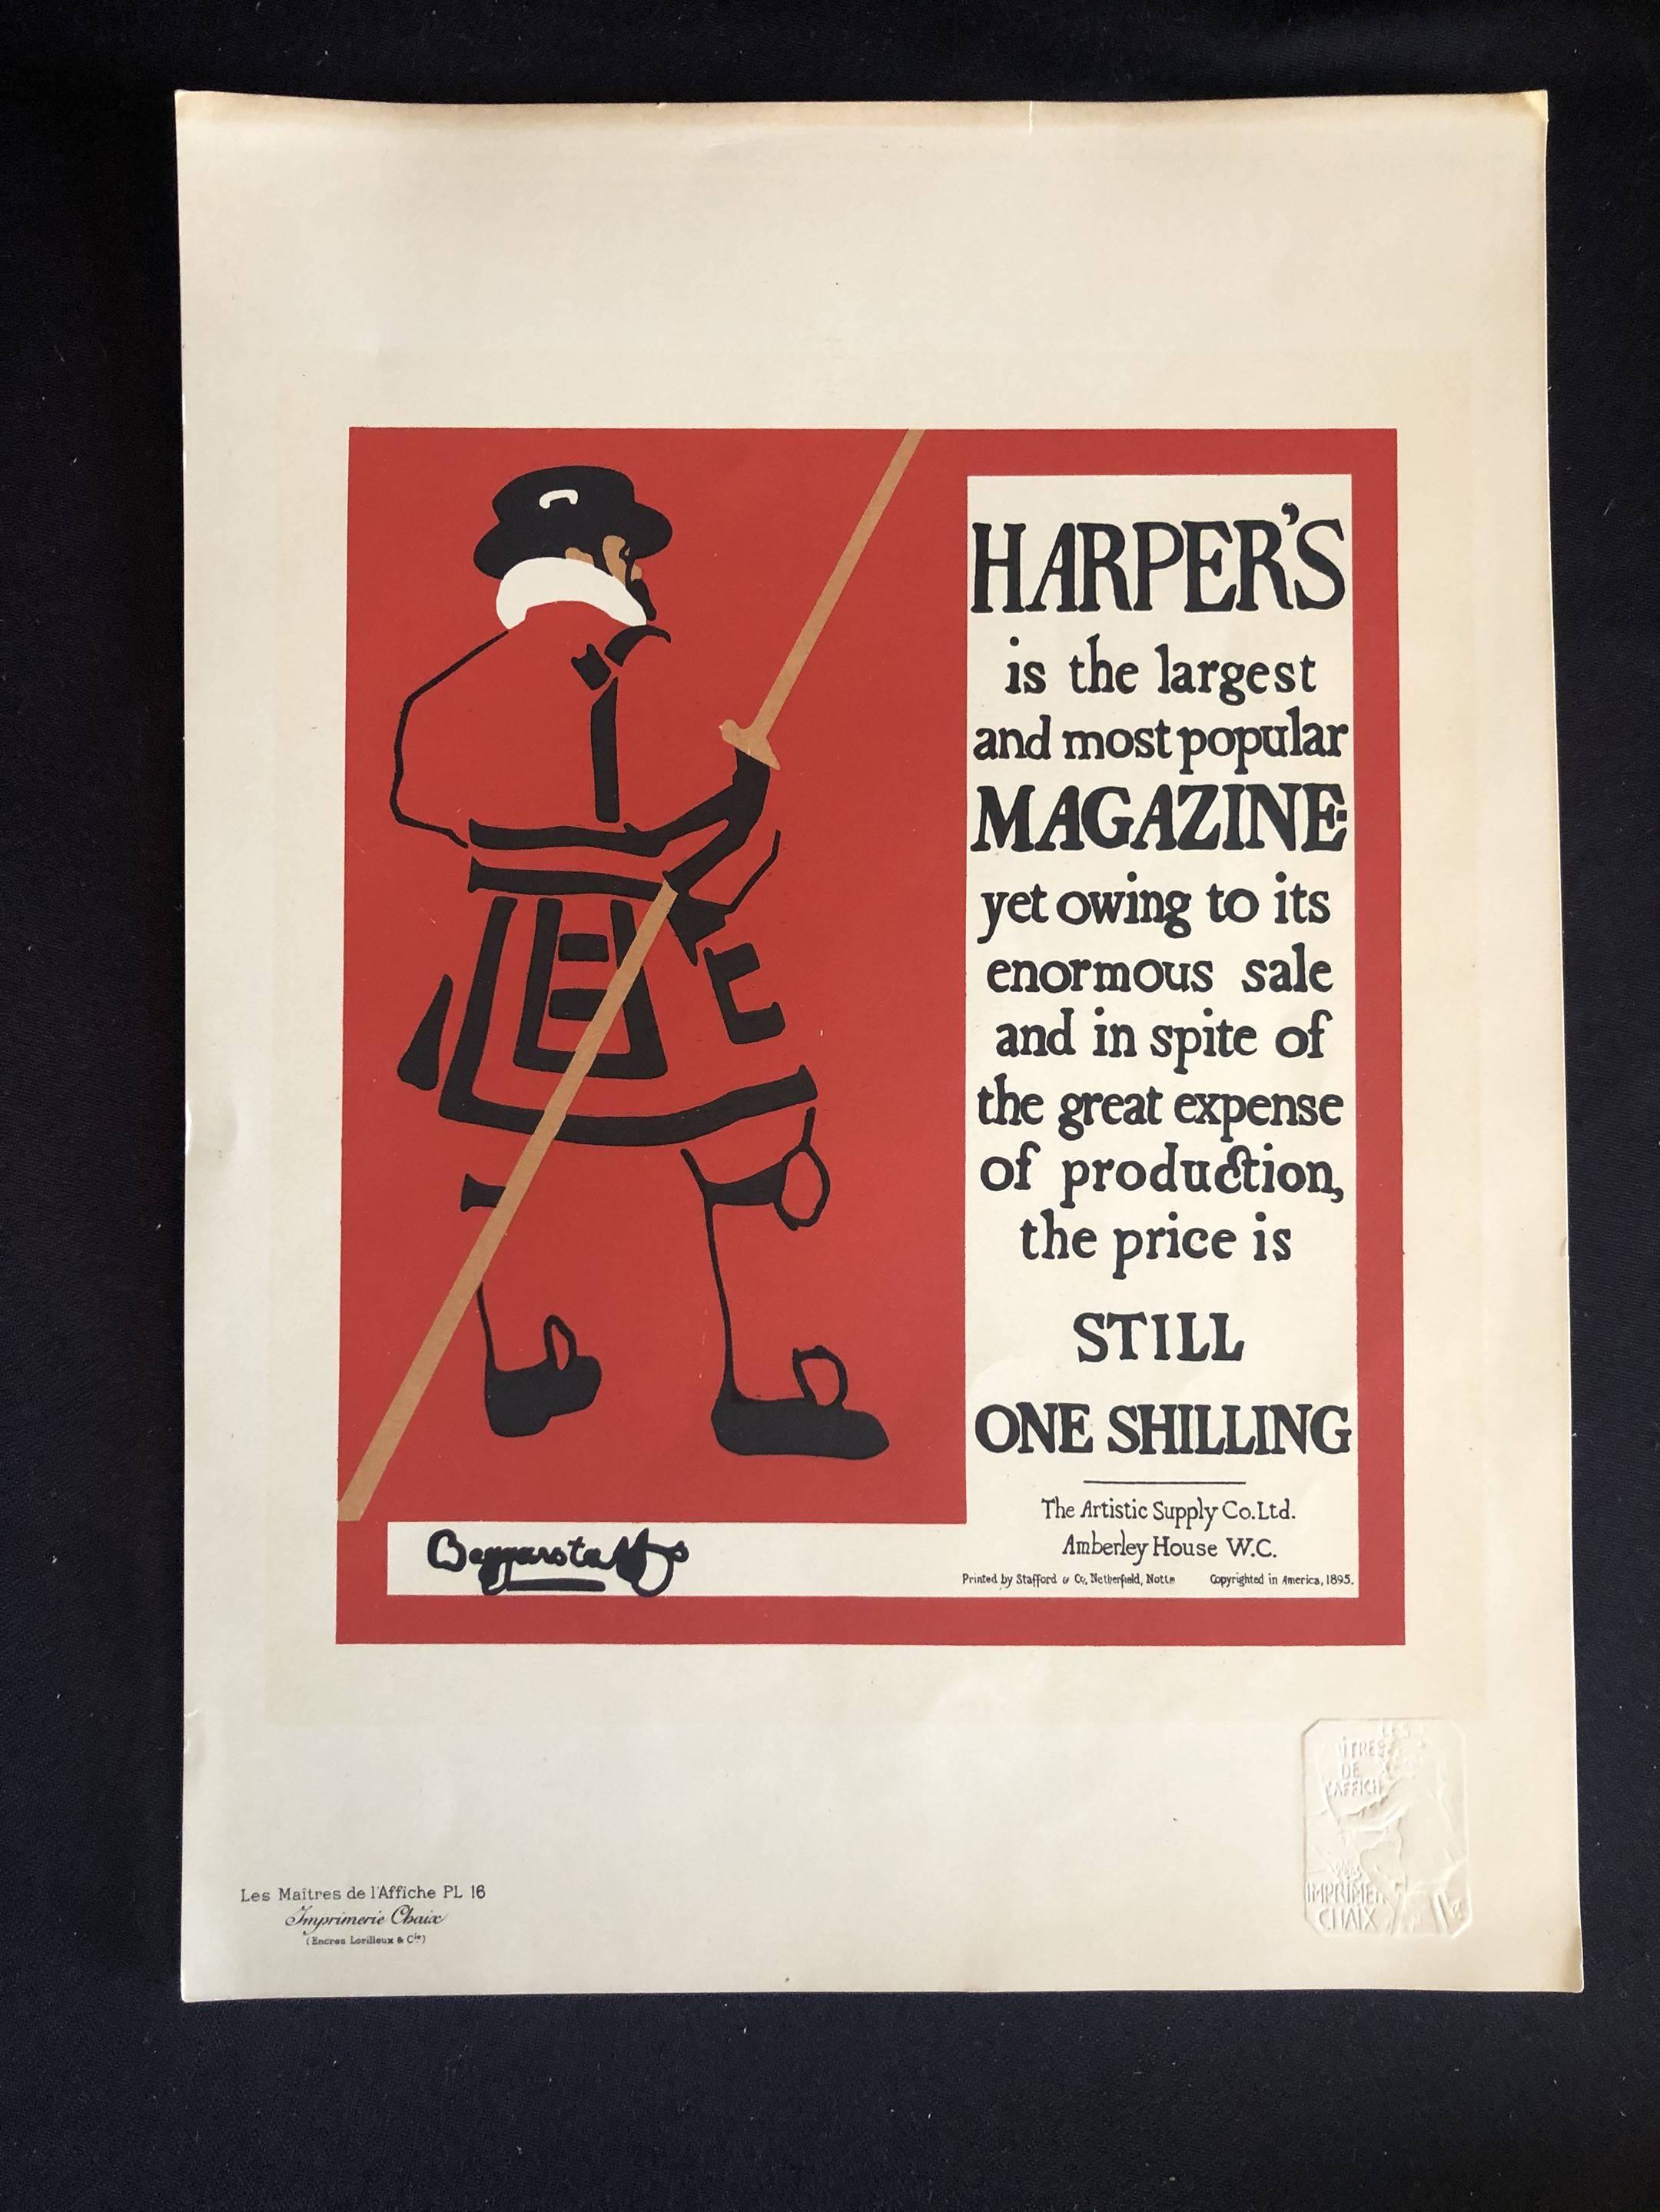 HARPER'S
is the largest
and most popular
MAGAZINE:
yet owing to its
enormous sale
and in spite of
the great expense
of production,
the price is
STILL
ONE SHILLING
The Artistic Supply Co. Ltd.
Amberley House W.C.
Printed by Stafford & Co, Netherfield, Notts Copyrighted in America, 1895.
Beggarstaffs
Les Maîtres de l'Affiche PL 16
Imprimerie Chaix
(Encres Lorilleux & Cie)
LES
DE
IMPRIMERIE
CHAIX